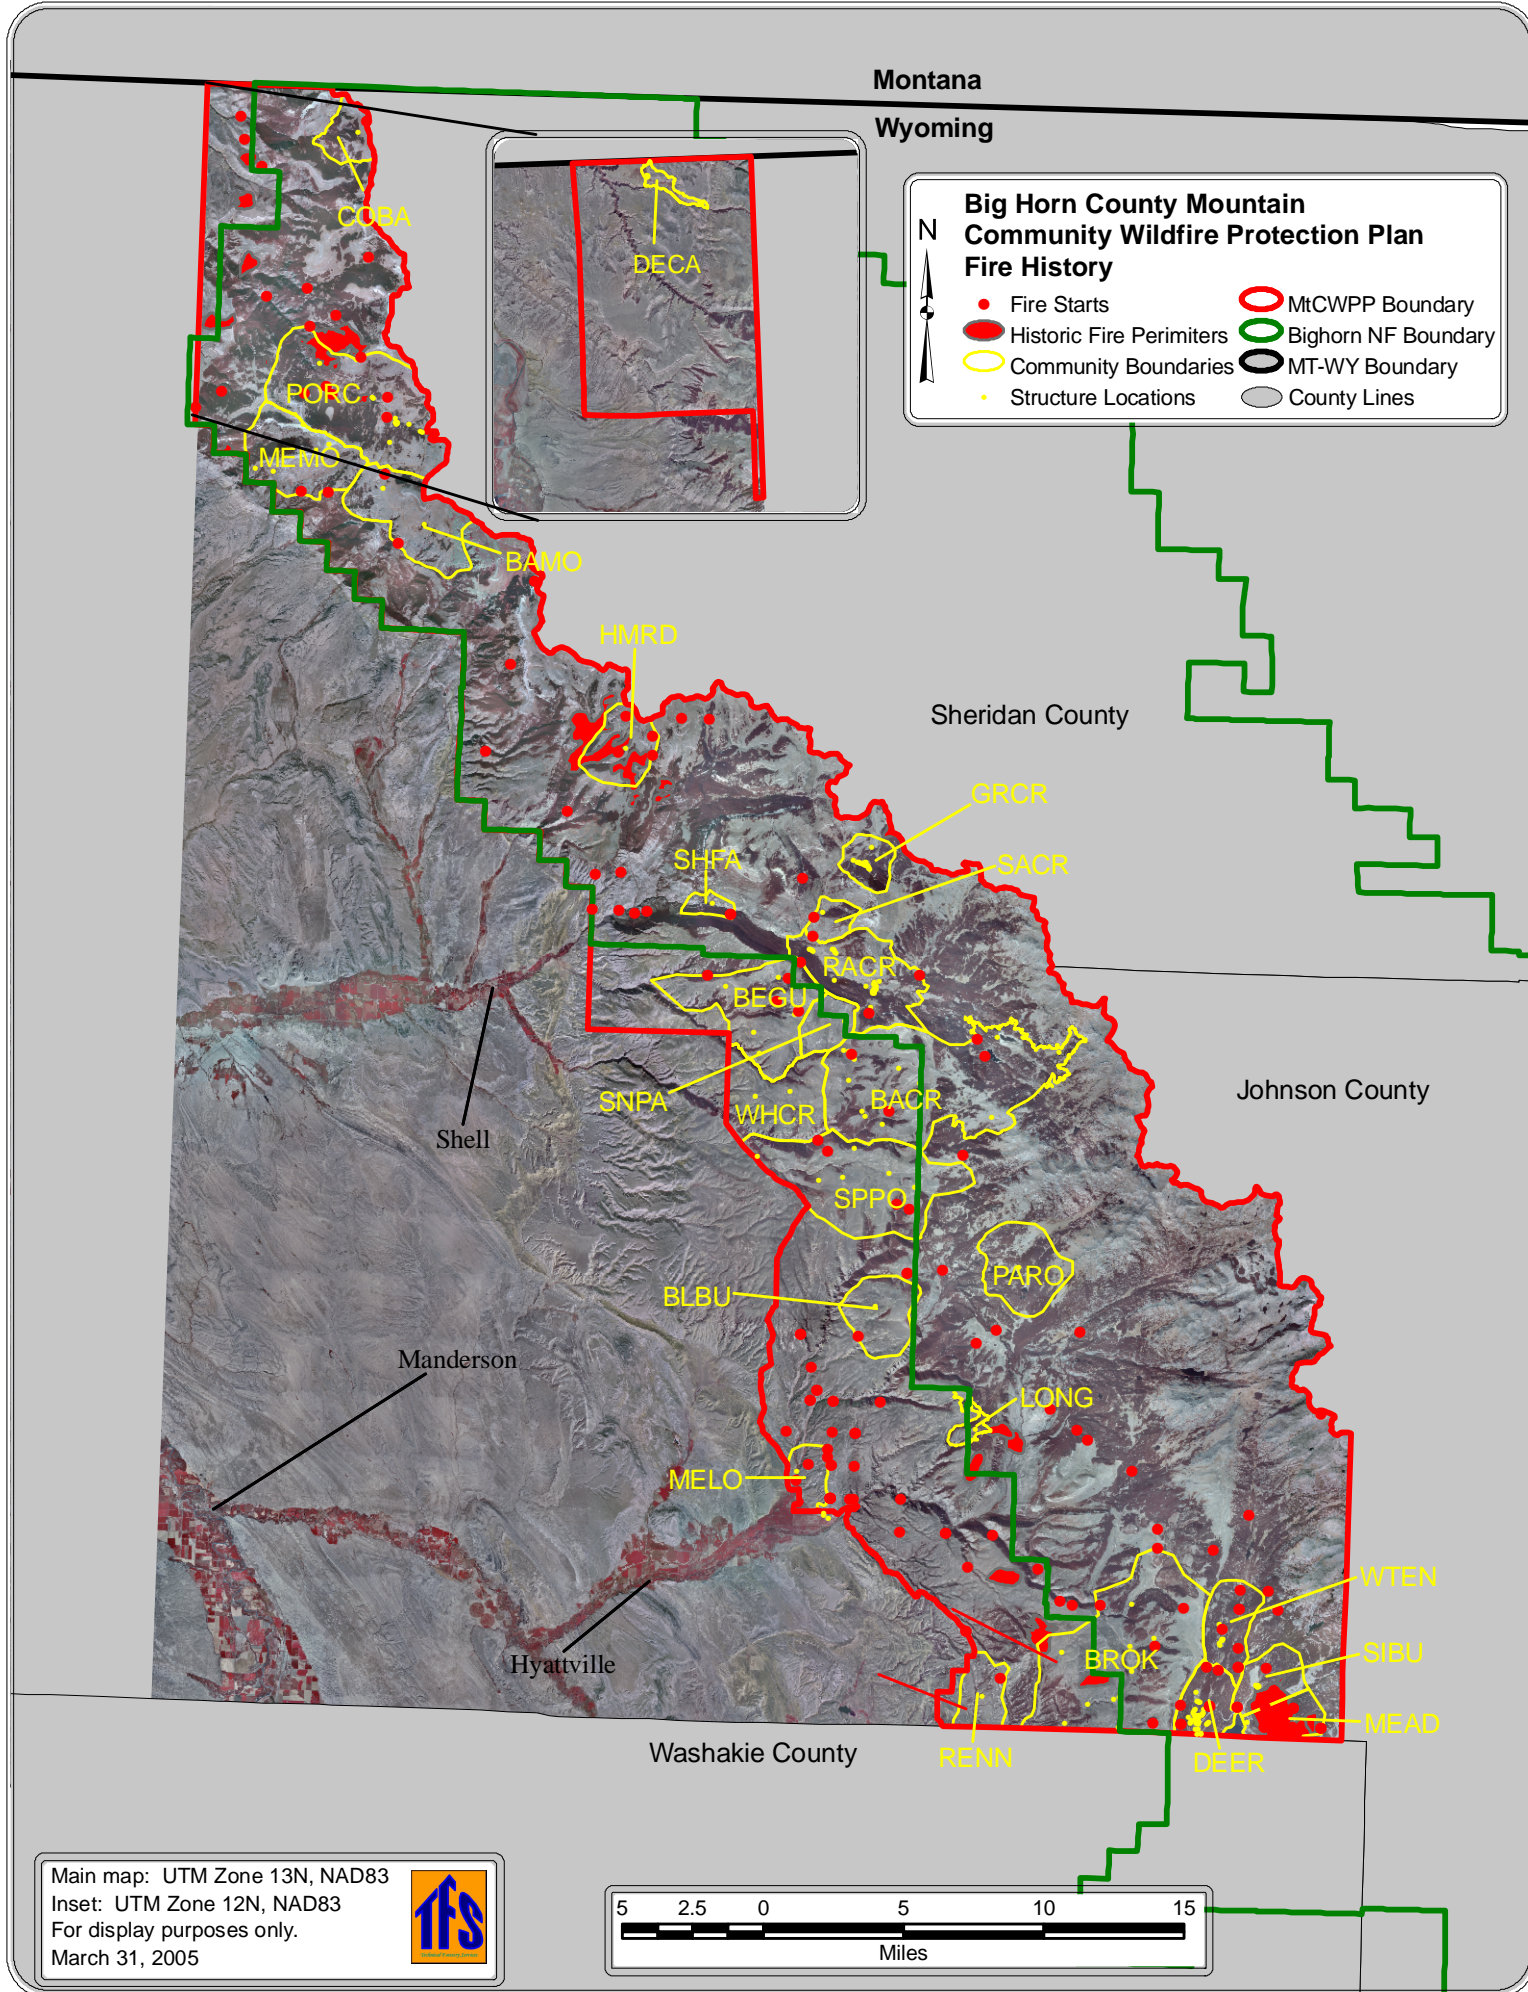 Montana
Wyoming
Big Horn County Mountain
Community Wildfire Protection Plan
Fire History
N
Fire Starts
Historic Fire Perimiters
Community Boundaries
Structure Locations
MtCWPP Boundary
Bighorn NF Boundary
MT-WY Boundary
County Lines
COBA
DECA
PORC
MEMO
BAMO
HMRD
Sheridan County
GRCR
SHFA
SACR
RACR
BEGU
SNPA
WHCR
BACR
Johnson County
Shell
SPPO
PARO
BLBU
Manderson
LONG
MELO
WTEN
Hyattville
BROK
SIBU
MEAD
RENN
DEER
Washakie County
Main map: UTM Zone 13N, NAD83
Inset: UTM Zone 12N, NAD83
For display purposes only.
March 31, 2005
TFS
5 2.5 0 5 10 15
Miles